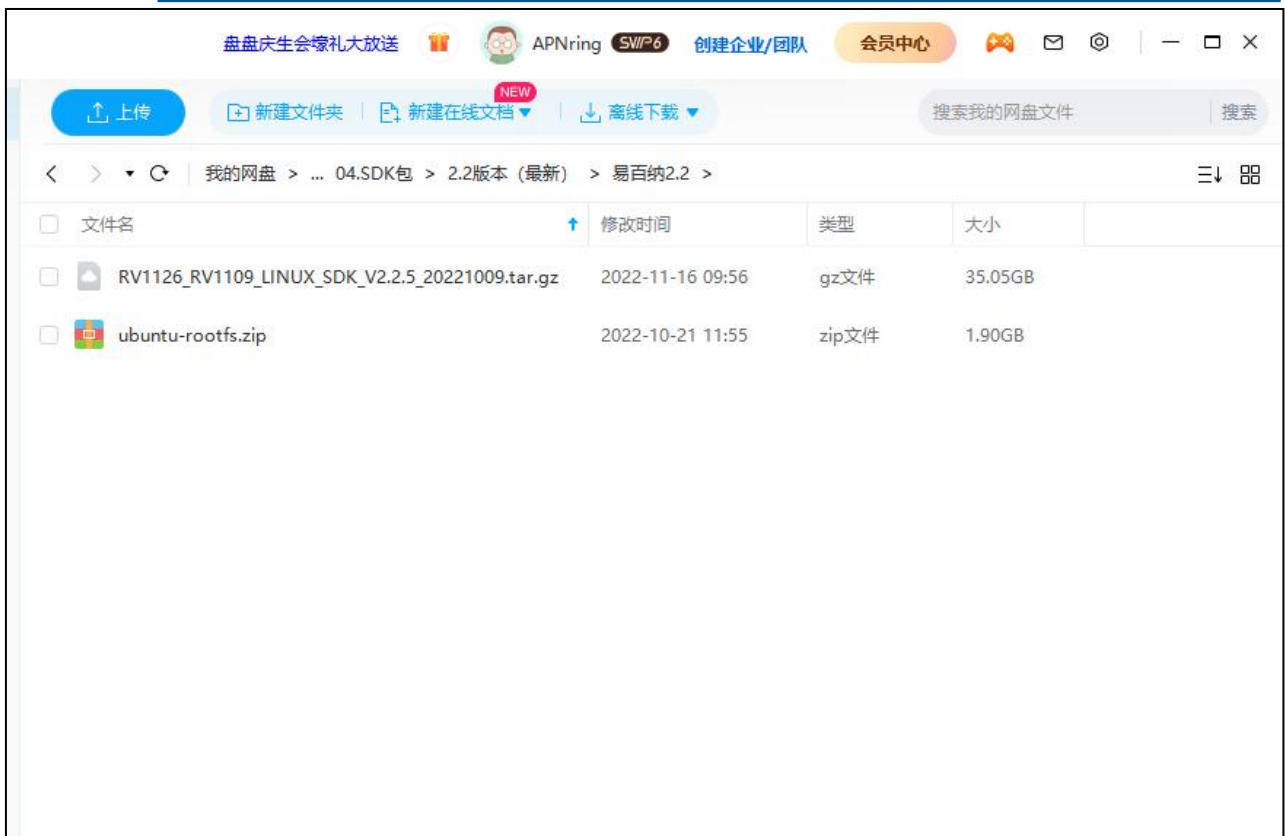 盘盘庆生会壕礼大放送 APNring SVIP6 创建企业/团队 会员中心
上传 新建文件夹 新建在线文档 NEW 离线下载 搜索我的网盘文件 搜索
我的网盘 > ... 04.SDK包 > 2.2版本（最新） > 易百纳2.2 >
文件名 修改时间 类型 大小
RV1126_RV1109_LINUX_SDK_V2.2.5_20221009.tar.gz 2022-11-16 09:56 gz文件 35.05GB
ubuntu-rootfs.zip 2022-10-21 11:55 zip文件 1.90GB